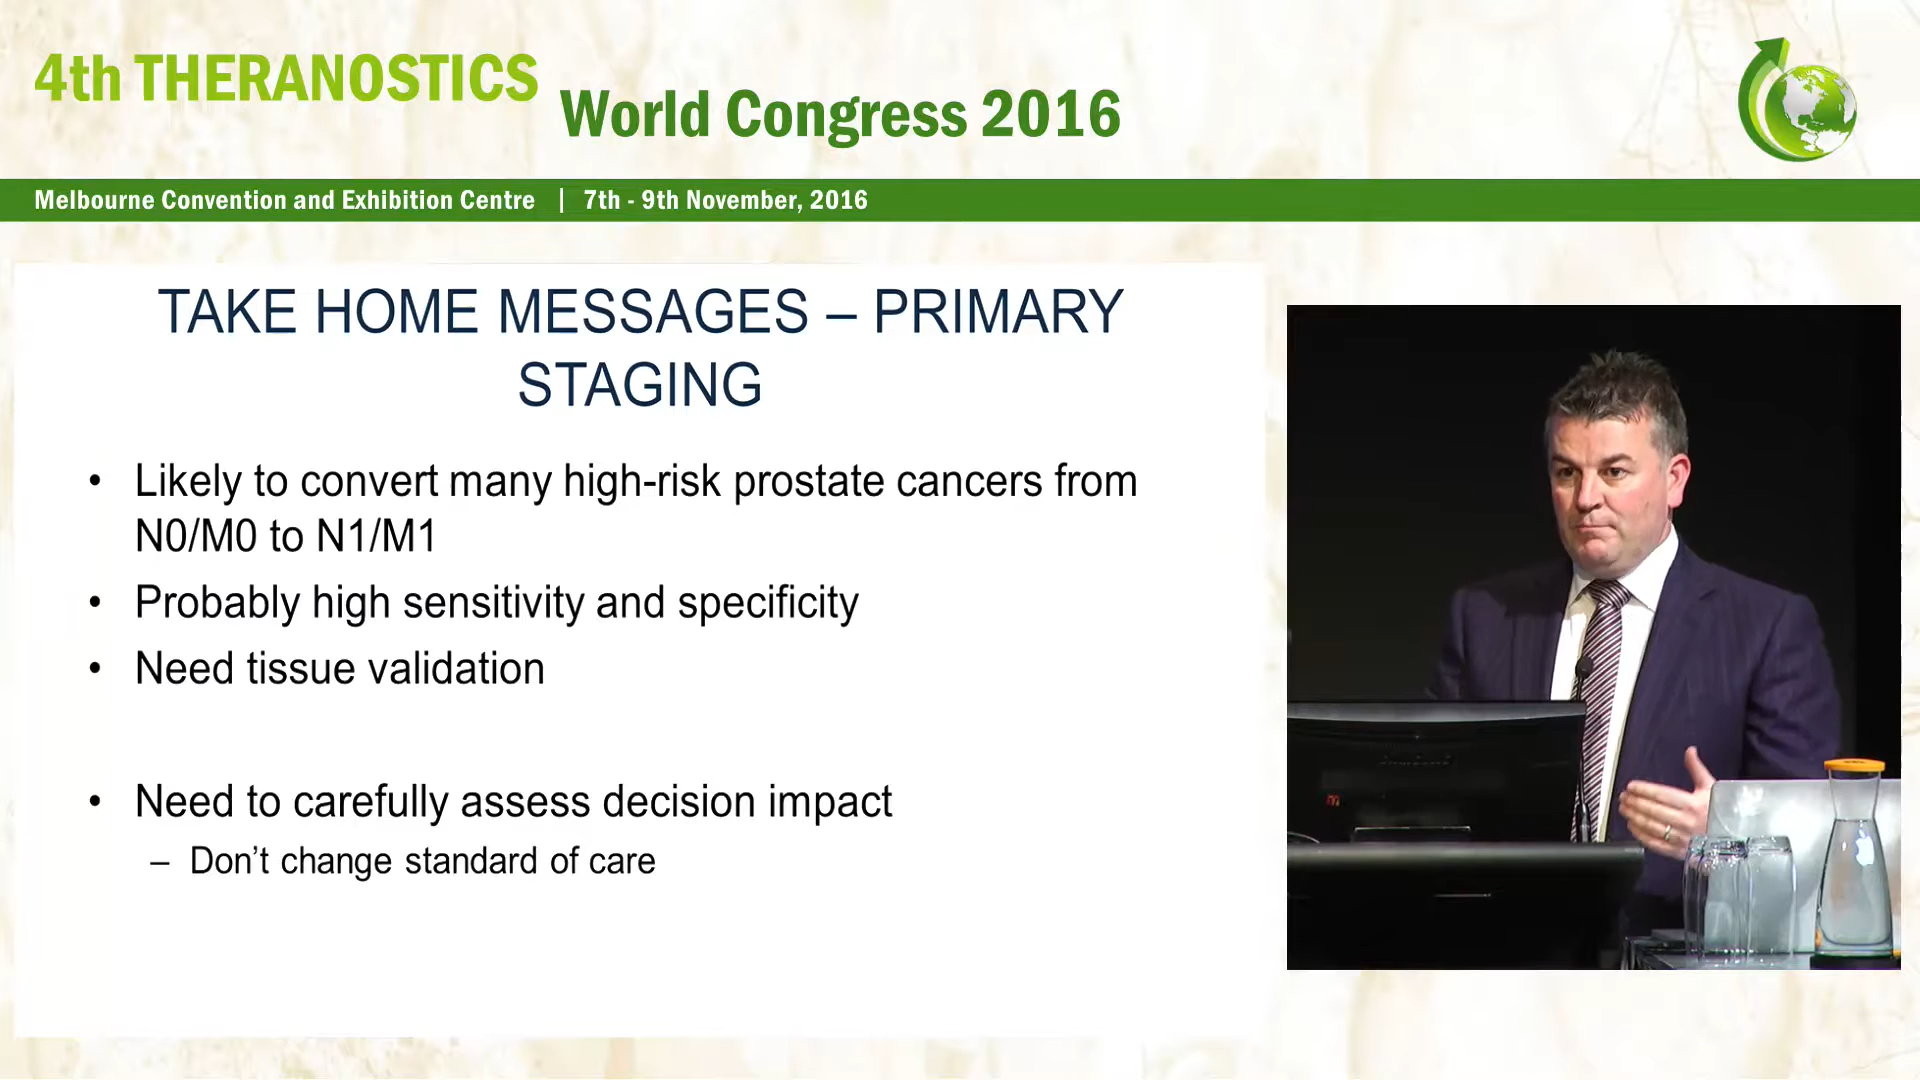 4th THERANOSTICS
World Congress 2016
Melbourne Convention and Exhibition Centre | 7th - 9th November, 2016
TAKE HOME MESSAGES – PRIMARY
STAGING
• Likely to convert many high-risk prostate cancers from
N0/M0 to N1/M1
• Probably high sensitivity and specificity
• Need tissue validation
• Need to carefully assess decision impact
– Don’t change standard of care